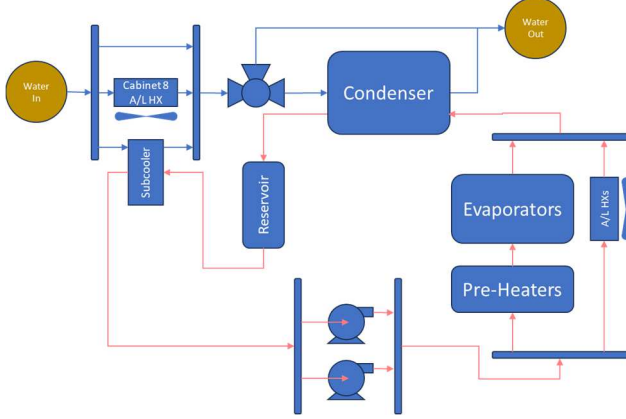 Water
Out
Water
In
Cabinet 8
A/L HX
Condenser
Subcooler
Reservoir
Evaporators
A/L HXs
Pre-Heaters